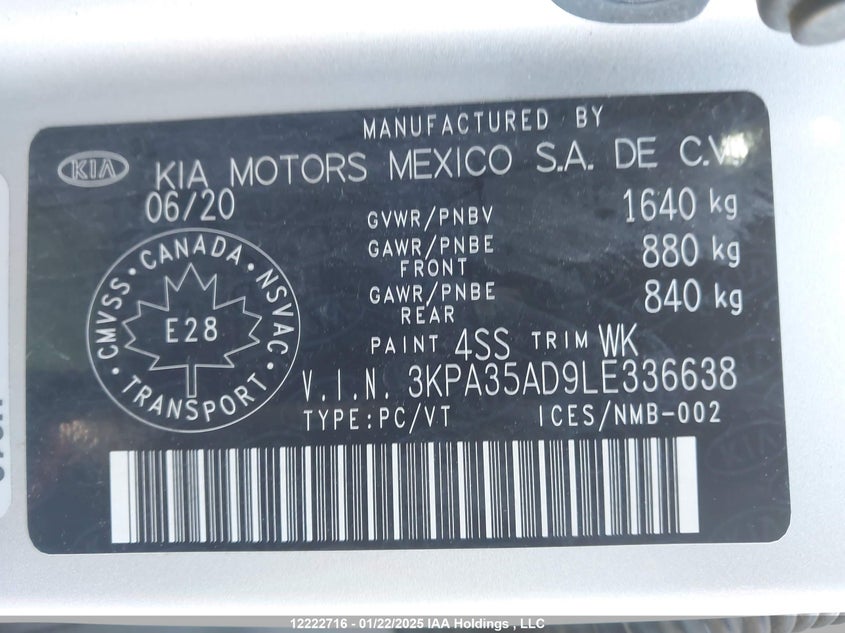 MANUFACTURED BY
KIA KIA MOTORS MEXICO S.A. DE C.V.
06/20
GVWR/PNBV 1640 kg
GAWR/PNBE 880 kg
FRONT
GAWR/PNBE 840 kg
REAR
CMVSS · CANADA · NSVAC · TRANSPORT ·
E28
PAINT 4SS TRIM WK
V.I.N. 3KPA35AD9LE336638
TYPE:PC/VT ICES/NMB-002
12222716 - 01/22/2025 IAA Holdings , LLC